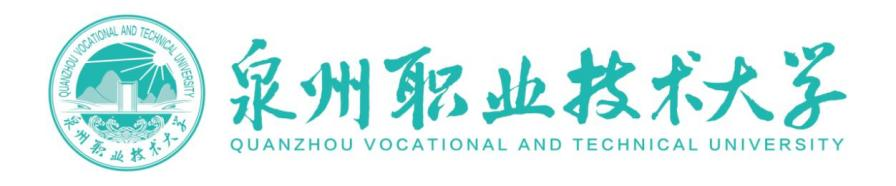 QUANZHOU VOCATIONAL AND TECHNICAL UNIVERSITY
泉州职业技术大学
泉州职业技术大学
QUANZHOU VOCATIONAL AND TECHNICAL UNIVERSITY